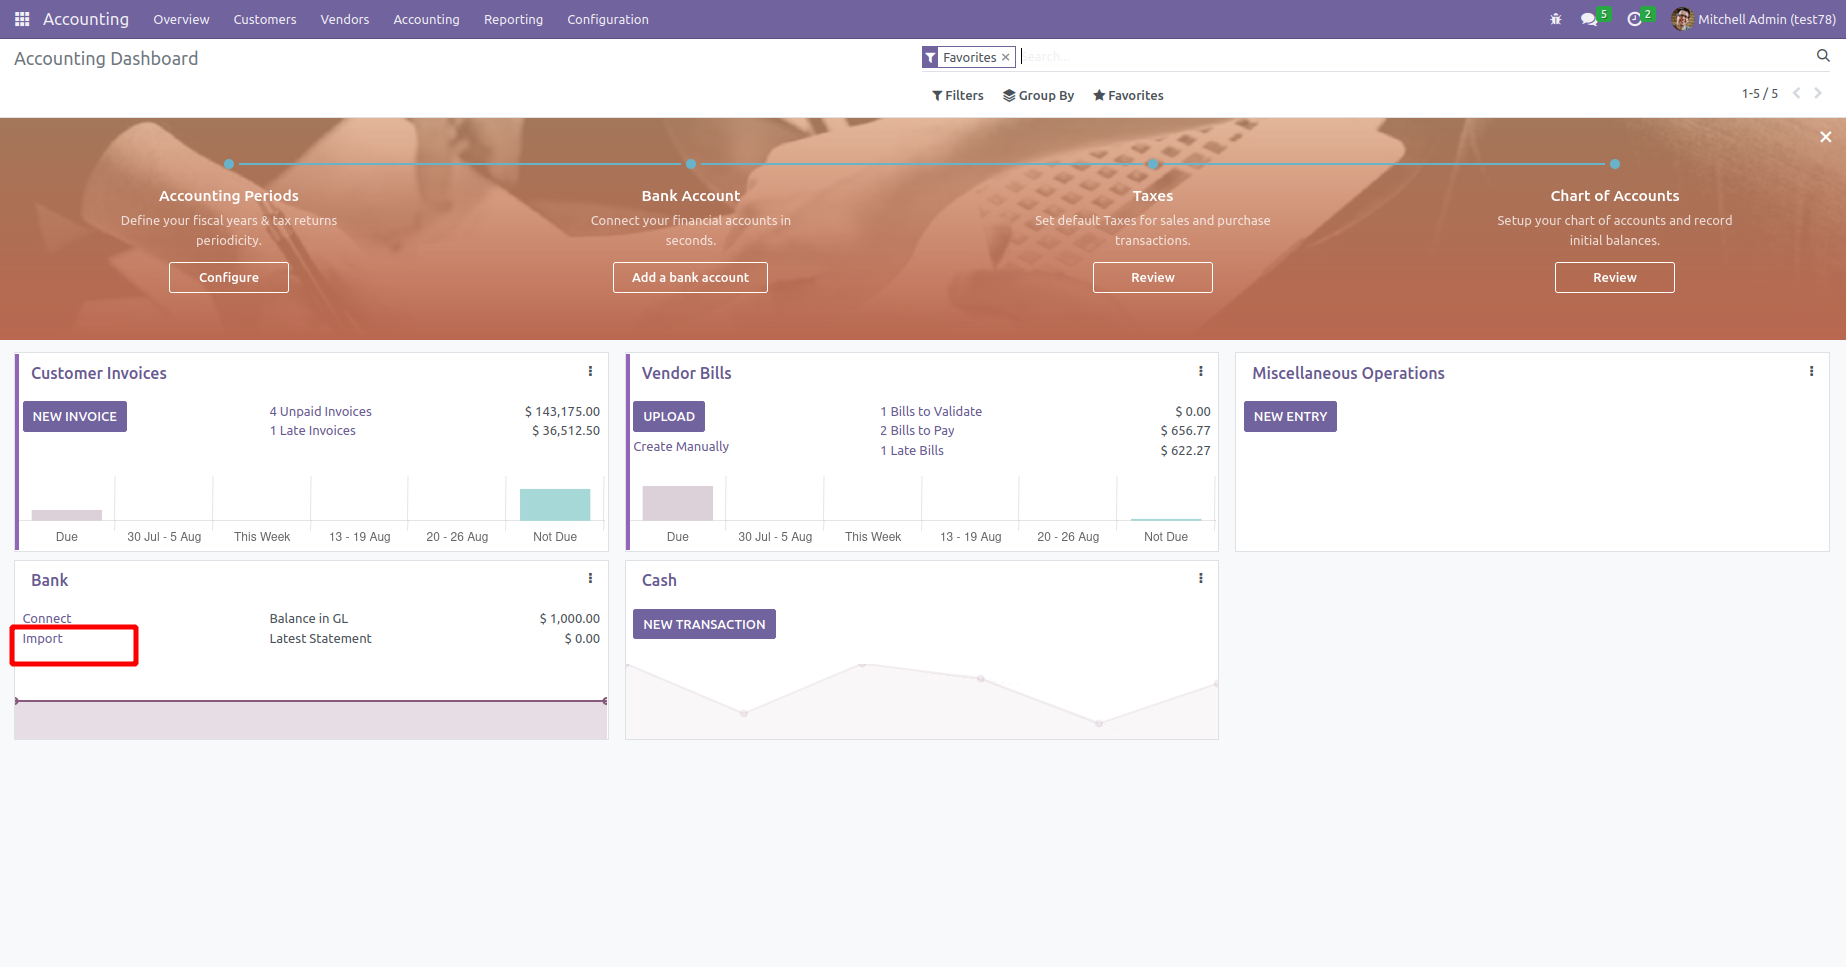 Accounting Overview Customers Vendors Accounting Reporting Configuration 5 2 Mitchell Admin (test78)
Accounting Dashboard
Favorites × Search...
Filters Group By Favorites 1-5 / 5
Accounting Periods
Define your fiscal years & tax returns
periodicity.
Configure
Bank Account
Connect your financial accounts in
seconds.
Add a bank account
Taxes
Set default Taxes for sales and purchase
transactions.
Review
Chart of Accounts
Setup your chart of accounts and record
initial balances.
Review
Customer Invoices
NEW INVOICE
4 Unpaid Invoices $ 143,175.00
1 Late Invoices $ 36,512.50
Due 30 Jul - 5 Aug This Week 13 - 19 Aug 20 - 26 Aug Not Due
Vendor Bills
UPLOAD
Create Manually
1 Bills to Validate $ 0.00
2 Bills to Pay $ 656.77
1 Late Bills $ 622.27
Due 30 Jul - 5 Aug This Week 13 - 19 Aug 20 - 26 Aug Not Due
Miscellaneous Operations
NEW ENTRY
Bank
Connect Balance in GL $ 1,000.00
Import Latest Statement $ 0.00
Cash
NEW TRANSACTION